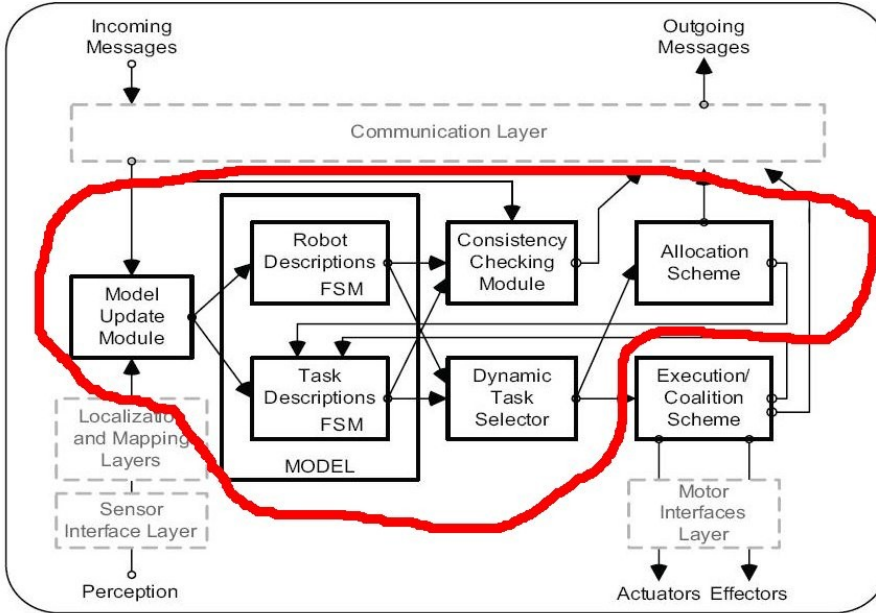 Incoming
Messages
Outgoing
Messages
Communication Layer
Robot
Descriptions
FSM
Consistency
Checking
Module
Allocation
Scheme
Model
Update
Module
Task
Descriptions
FSM
Dynamic
Task
Selector
Execution/
Coalition
Scheme
MODEL
Localization
and Mapping
Layers
Sensor
Interface Layer
Motor
Interfaces
Layer
Perception
Actuators
Effectors